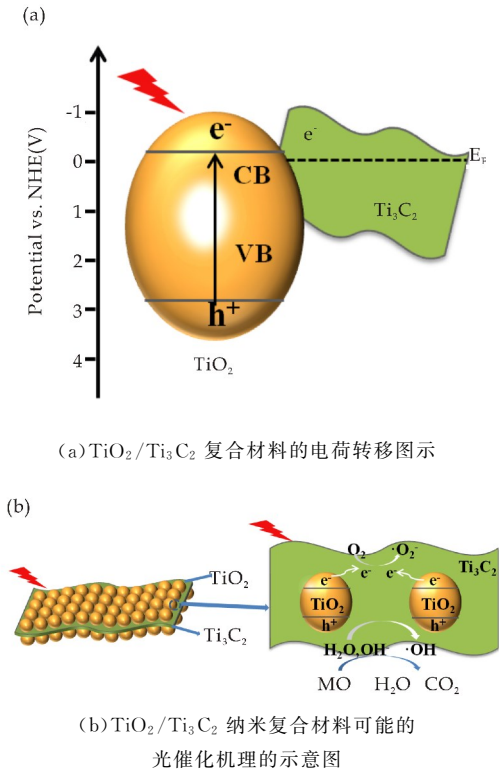 (a)
-1
0
1
2
3
4
Potential vs. NHE(V)
e⁻
CB
VB
h⁺
TiO₂
e⁻
E_F
Ti₃C₂
(a)TiO₂/Ti₃C₂ 复合材料的电荷转移图示
(b)
TiO₂
Ti₃C₂
O₂ ·O₂⁻
Ti₃C₂
e⁻ e⁻ e⁻ e⁻
TiO₂ TiO₂
h⁺ h⁺
H₂O,OH⁻ ·OH
MO H₂O CO₂
(b)TiO₂/Ti₃C₂ 纳米复合材料可能的
光催化机理的示意图